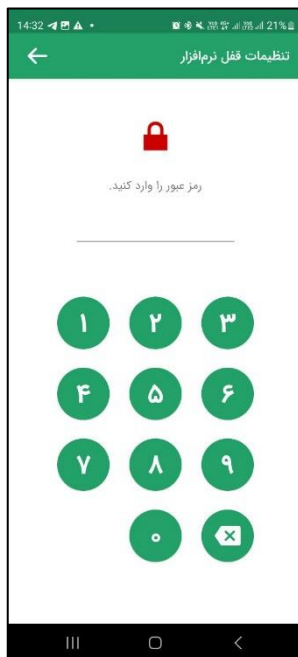 14:32 21%
تنظیمات قفل نرم‌افزار
رمز عبور را وارد کنید.
۱ ۲ ۳
۴ ۵ ۶
۷ ۸ ۹
۰